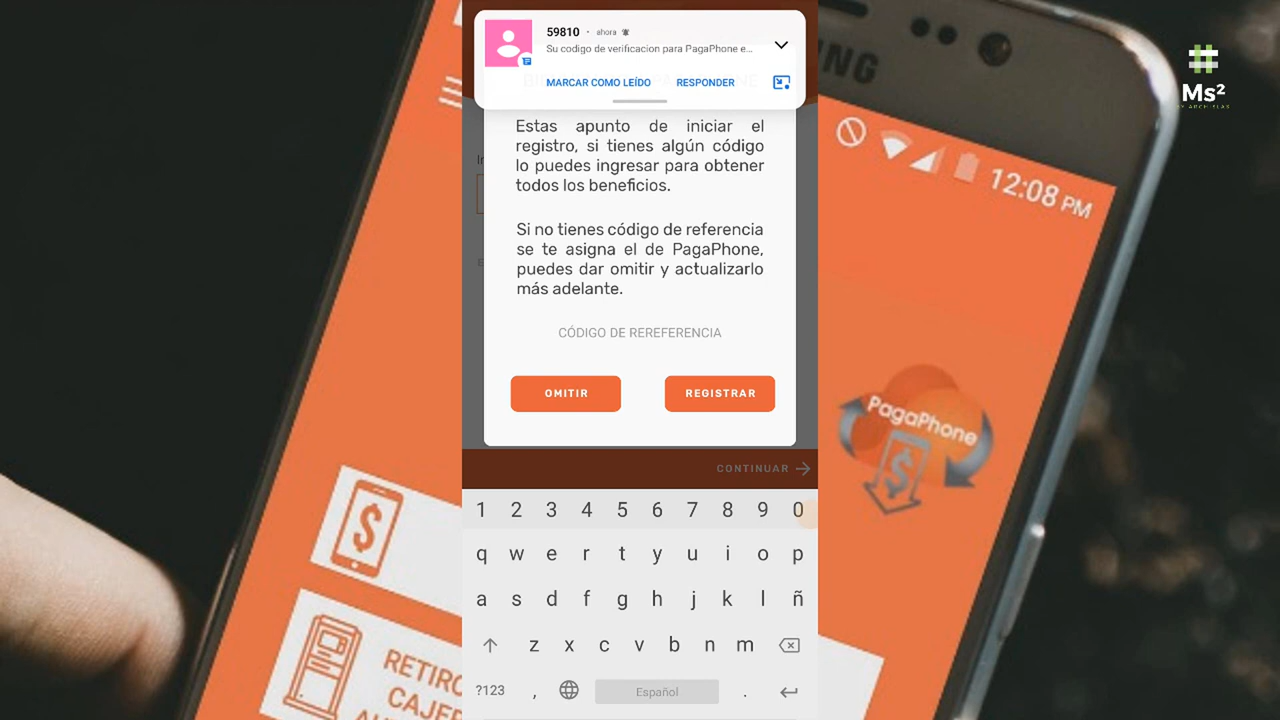 59810 · ahora
Su codigo de verificacion para PagaPhone e...
MARCAR COMO LEÍDO RESPONDER
Estas apunto de iniciar el
registro, si tienes algún código
lo puedes ingresar para obtener
todos los beneficios.
Si no tienes código de referencia
se te asigna el de PagaPhone,
puedes dar omitir y actualizarlo
más adelante.
CÓDIGO DE REREFERENCIA
OMITIR REGISTRAR
CONTINUAR
1 2 3 4 5 6 7 8 9 0
q w e r t y u i o p
a s d f g h j k l ñ
z x c v b n m
?123 , Español .
Ms²
12:08 PM
PagaPhone
$
$
RETIRO
CAJER